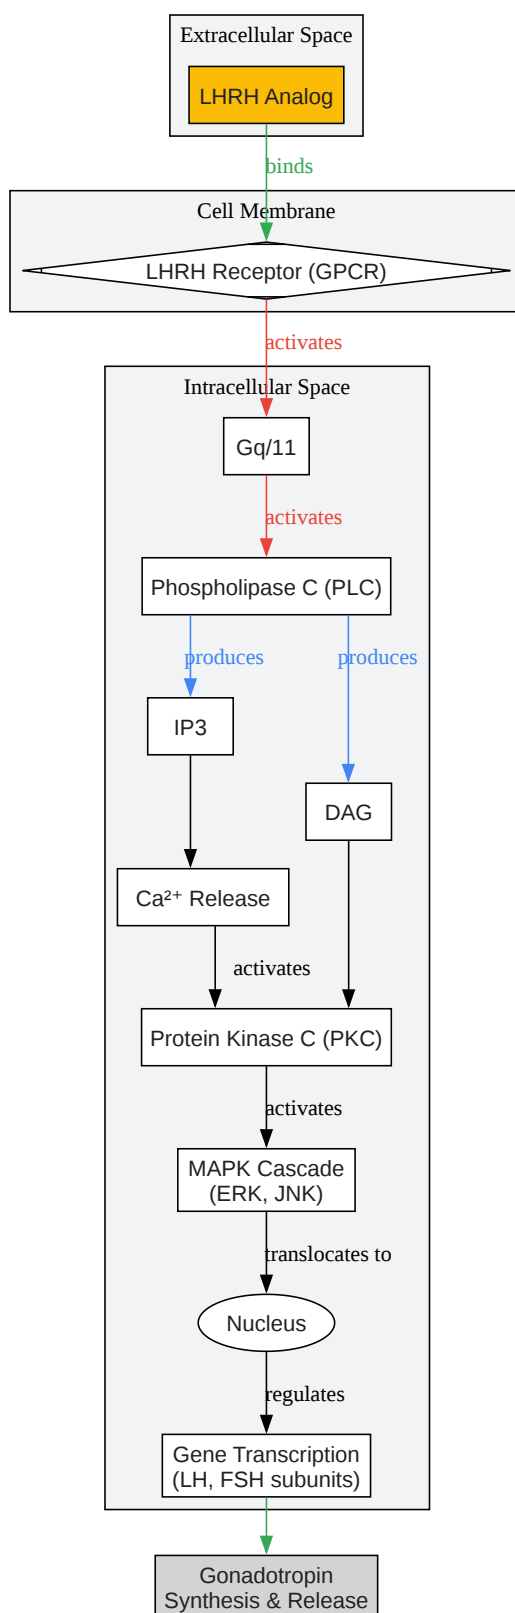 Extracellular Space
LHRH Analog
binds
Cell Membrane
LHRH Receptor (GPCR)
activates
Intracellular Space
Gq/11
activates
Phospholipase C (PLC)
produces
produces
IP3
DAG
Ca²⁺ Release
activates
Protein Kinase C (PKC)
activates
MAPK Cascade
(ERK, JNK)
translocates to
Nucleus
regulates
Gene Transcription
(LH, FSH subunits)
Gonadotropin
Synthesis & Release